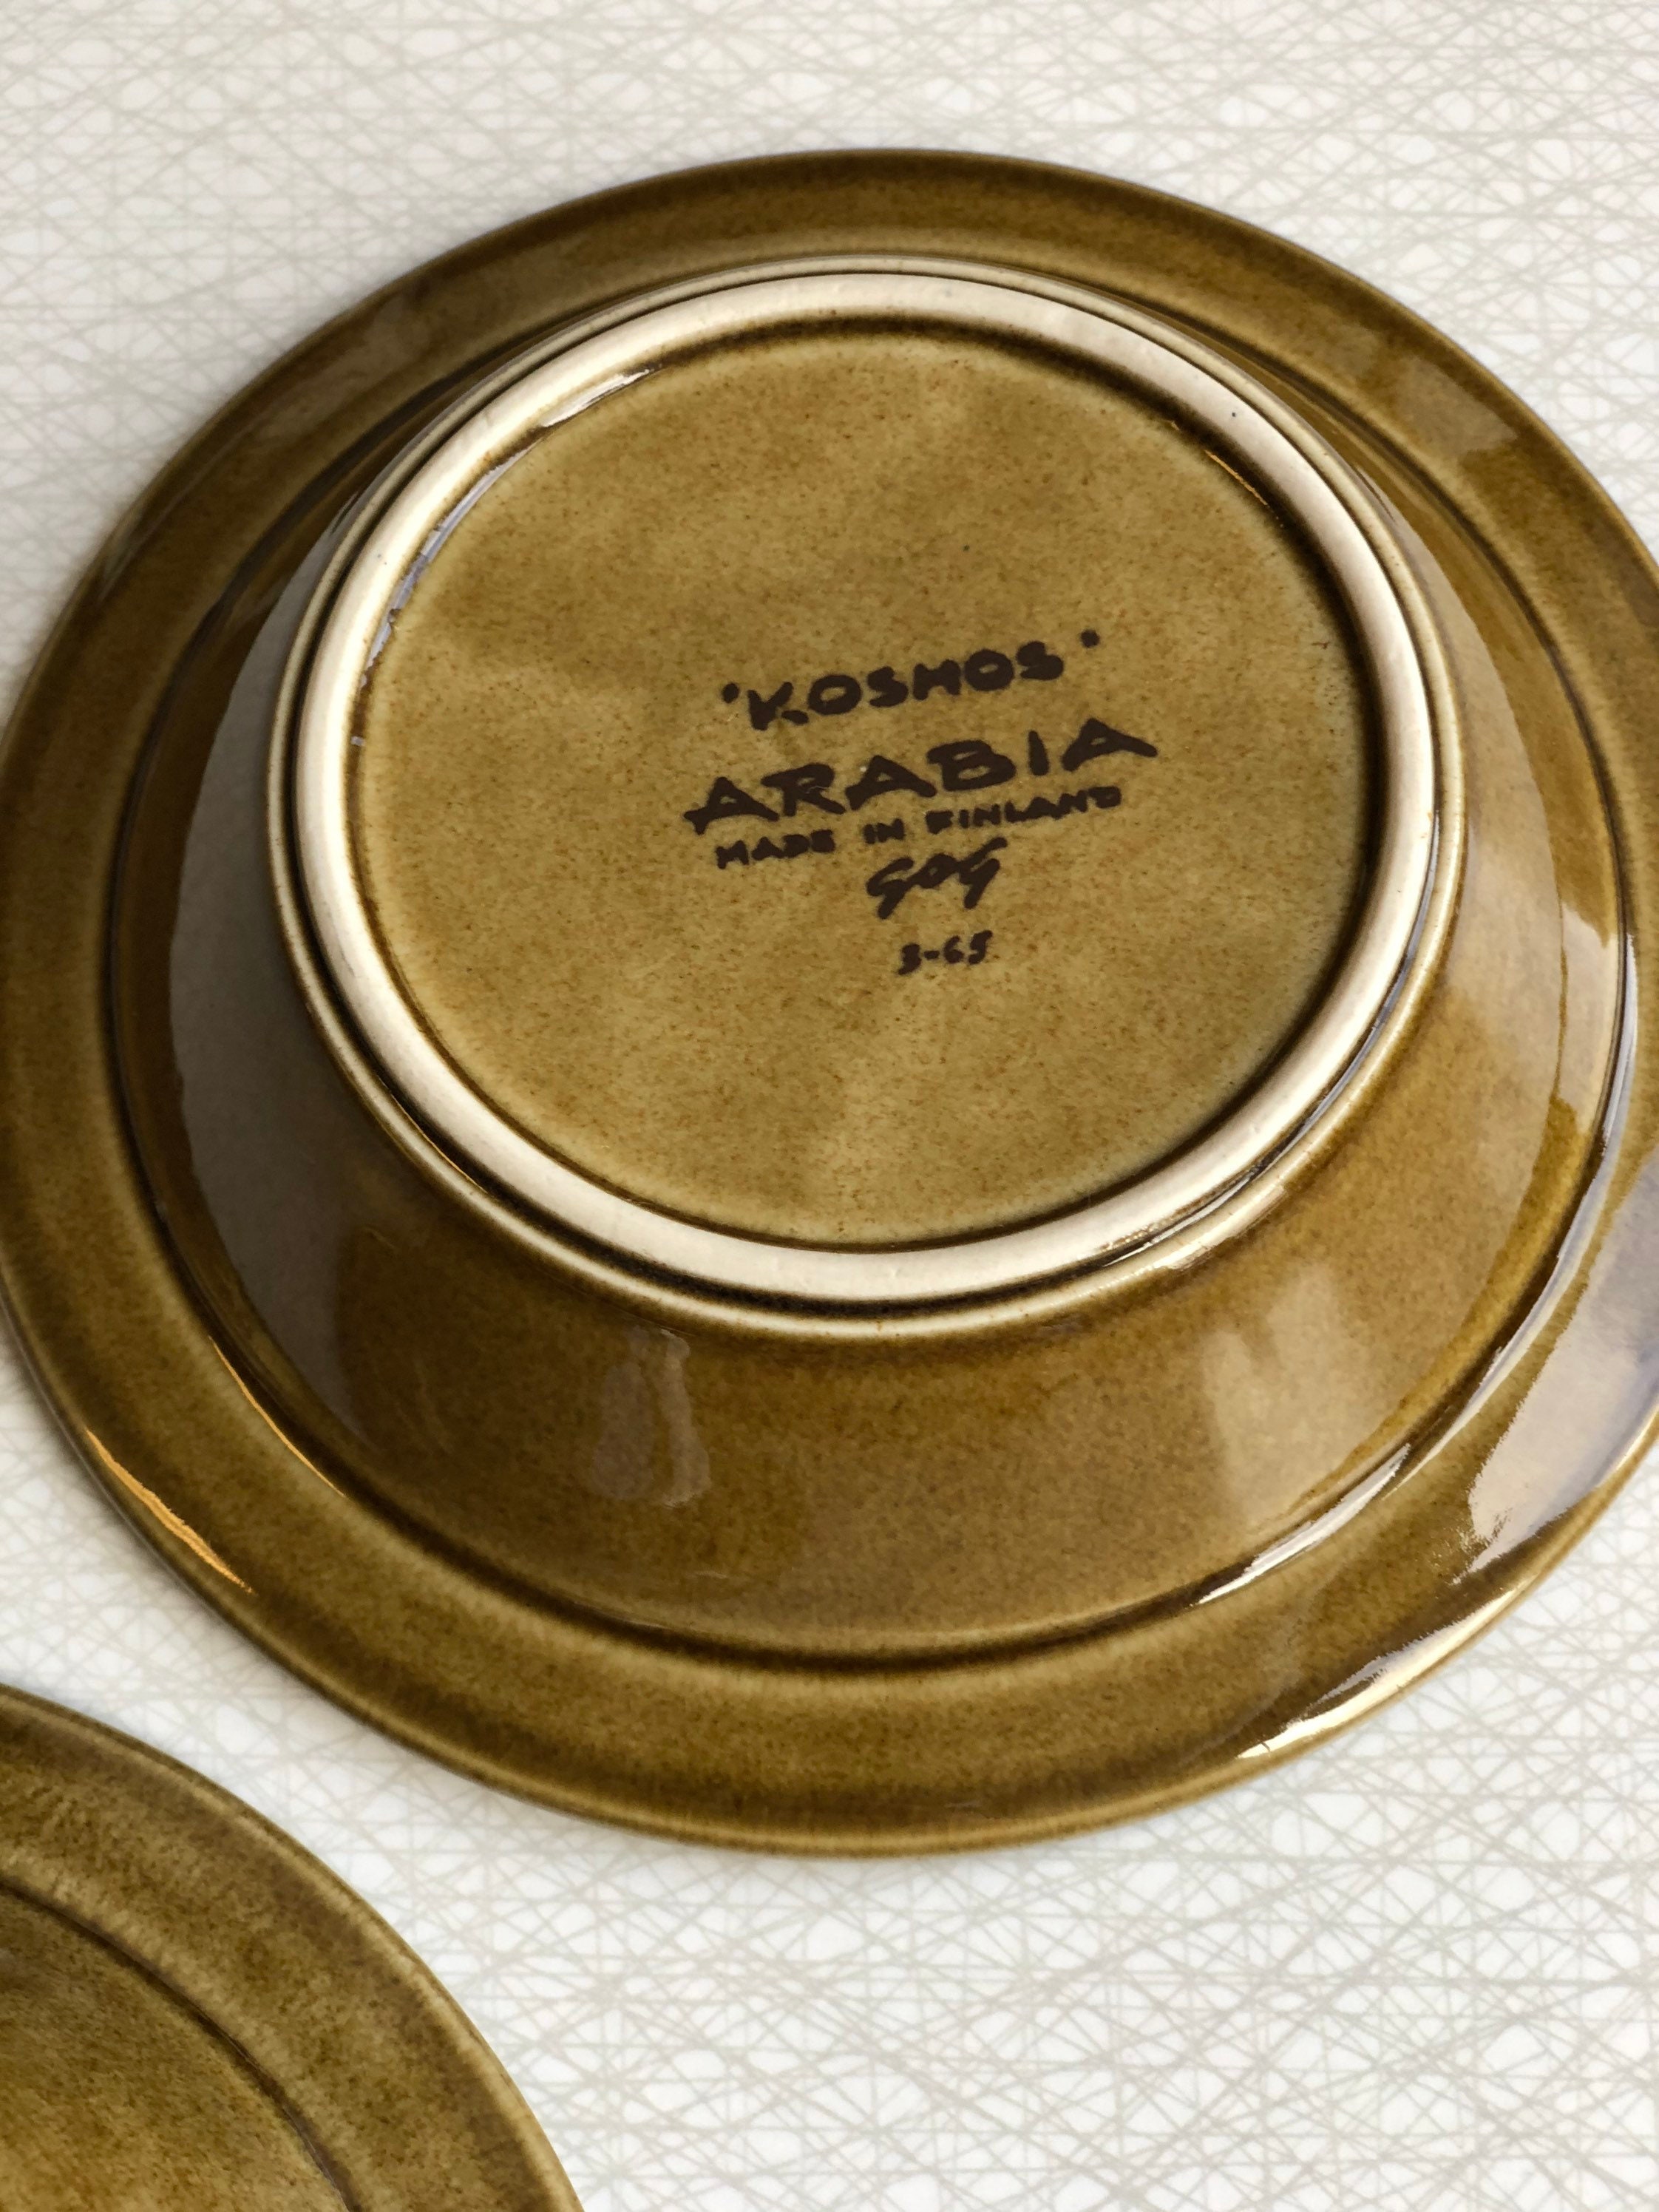 'KOSMOS'
ARABIA
MADE IN FINLAND
GOG
3-65